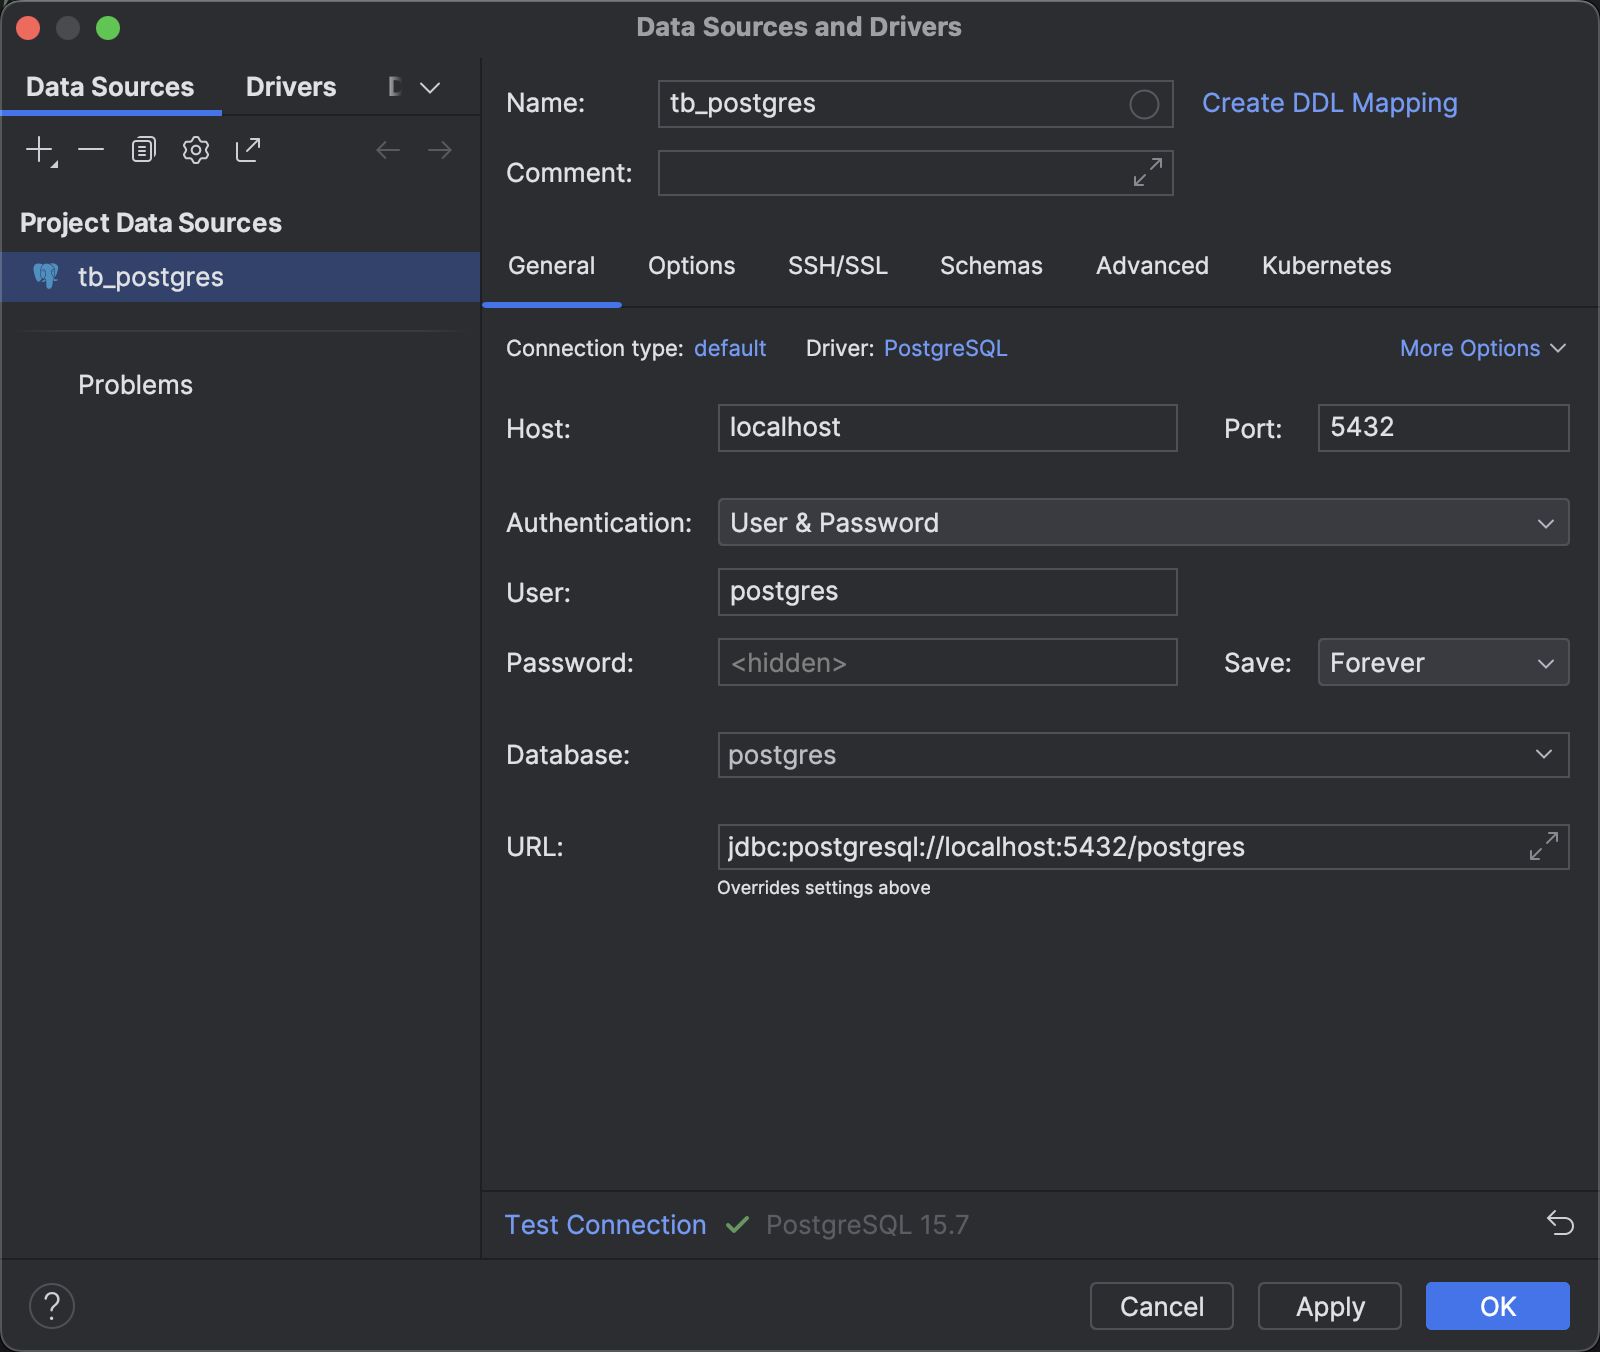 Data Sources and Drivers
Data Sources Drivers
Project Data Sources
tb_postgres
Problems
Name: tb_postgres Create DDL Mapping
Comment:
General Options SSH/SSL Schemas Advanced Kubernetes
Connection type: default Driver: PostgreSQL More Options
Host: localhost Port: 5432
Authentication: User & Password
User: postgres
Password: <hidden> Save: Forever
Database: postgres
URL: jdbc:postgresql://localhost:5432/postgres
Overrides settings above
Test Connection PostgreSQL 15.7
? Cancel Apply OK